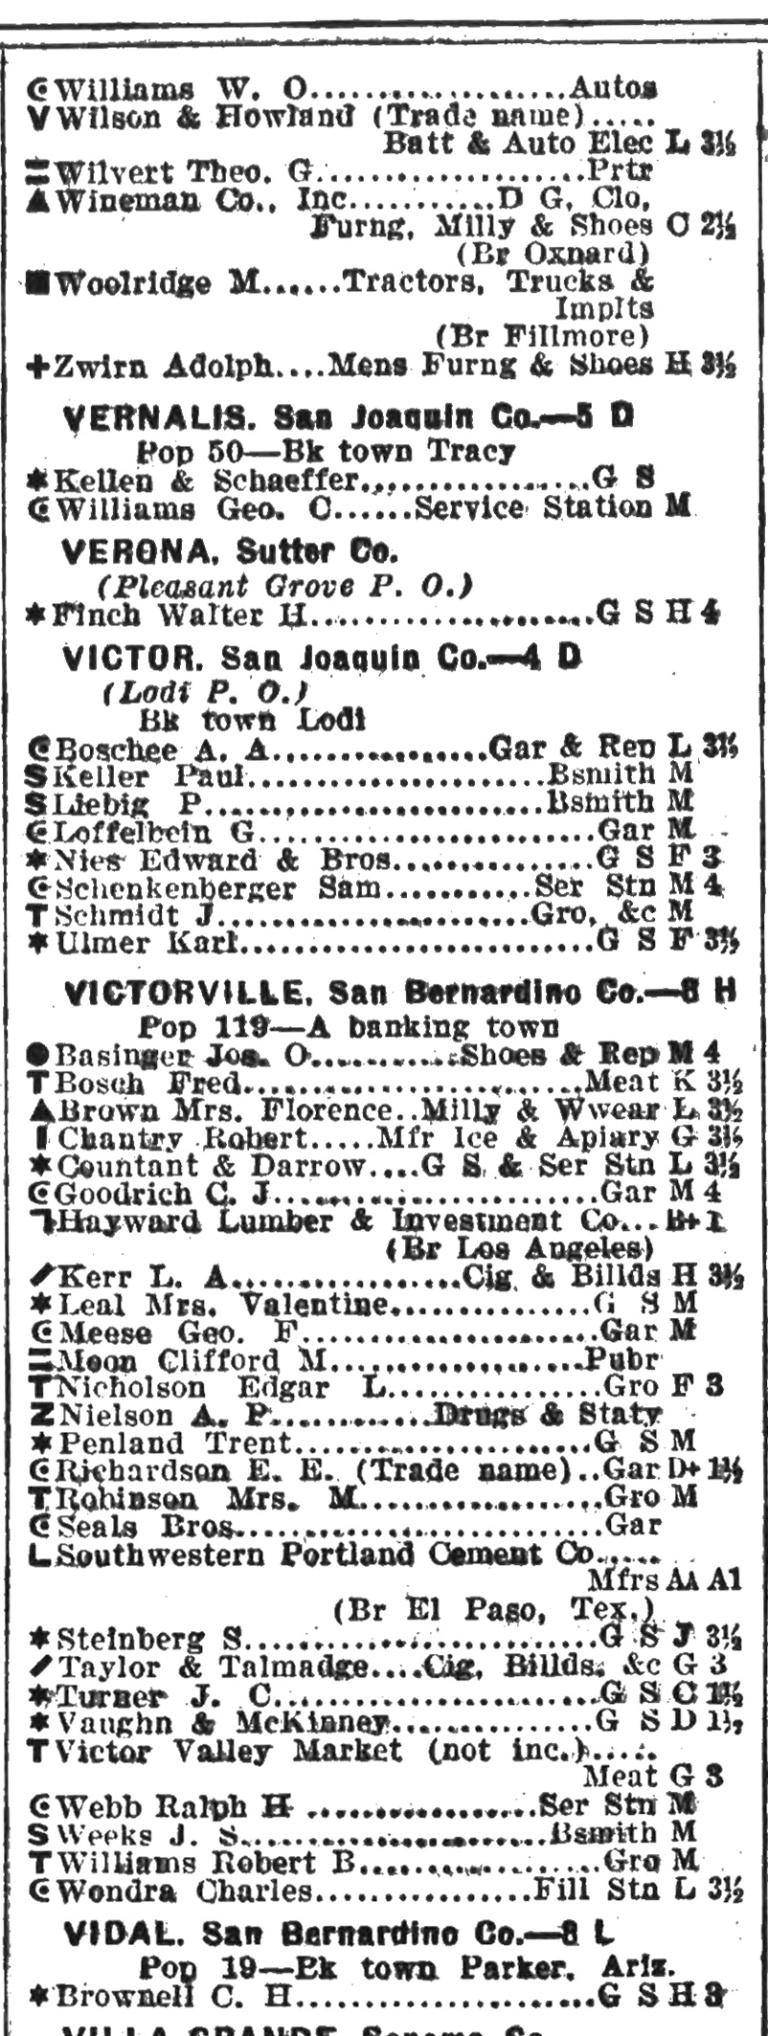 C Williams W. O....................Autos
V Wilson & Howland (Trade name).....
Batt & Auto Elec L 3½
Wilvert Theo. G....................Prtr
▲ Wineman Co., Inc...........D G, Clo,
Furng, Milly & Shoes C 2½
(Br Oxnard)
■ Woolridge M......Tractors, Trucks &
Implts
(Br Fillmore)
+ Zwirn Adolph....Mens Furng & Shoes H 3½
VERNALIS. San Joaquin Co.—5 D
Pop 50—Bk town Tracy
* Kellen & Schaeffer.................G S
C Williams Geo. C......Service Station M
VERONA, Sutter Co.
(Pleasant Grove P. O.)
* Finch Walter H.....................G S H 4
VICTOR. San Joaquin Co.—4 D
(Lodi P. O.)
Bk town Lodi
C Boschee A. A................Gar & Rep L 3½
S Keller Paul......................Bsmith M
S Liebig P.........................Bsmith M
C Loffelbein G.........................Gar M
* Nies Edward & Bros...............G S F 3
C Schenkenberger Sam...........Ser Stn M 4
T Schmidt J.......................Gro, &c M
* Ulmer Karl..........................G S F 3½
VICTORVILLE, San Bernardino Co.—8 H
Pop 119—A banking town
● Basinger Jos. O...........Shoes & Rep M 4
T Bosch Fred.........................Meat K 3½
▲ Brown Mrs. Florence..Milly & Wwear L 3½
Chantry Robert.....Mfr Ice & Apiary G 3½
* Countant & Darrow....G S & Ser Stn L 3½
C Goodrich C. J........................Gar M 4
Hayward Lumber & Investment Co... B+ 1
(Br Los Angeles)
Kerr L. A.................Cig & Billds H 3½
* Leal Mrs. Valentine...............G S M
C Meese Geo. F......................Gar M
Moon Clifford M..................Pubr
T Nicholson Edgar L................Gro F 3
Z Nielson A. P............Drugs & Staty
* Penland Trent......................G S M
C Richardson E. E. (Trade name)..Gar D+ 1½
T Robinson Mrs. M..................Gro M
C Seals Bros...........................Gar
L Southwestern Portland Cement Co......
Mfrs AA A1
(Br El Paso, Tex.)
* Steinberg S.........................G S J 3½
Taylor & Talmadge....Cig, Billds, &c G 3
* Turner J. C........................G S C 1½
* Vaughn & McKinney...............G S D 1½
T Victor Valley Market (not inc.).....
Meat G 3
C Webb Ralph H .................Ser Stn M
S Weeks J. S......................Bsmith M
T Williams Robert B.................Gro M
C Wondra Charles................Fill Stn L 3½
VIDAL. San Bernardino Co.—8 L
Pop 19—Bk town Parker, Ariz.
* Brownell C. H.....................G S H 3
VILLA GRANDE, Sonoma Co